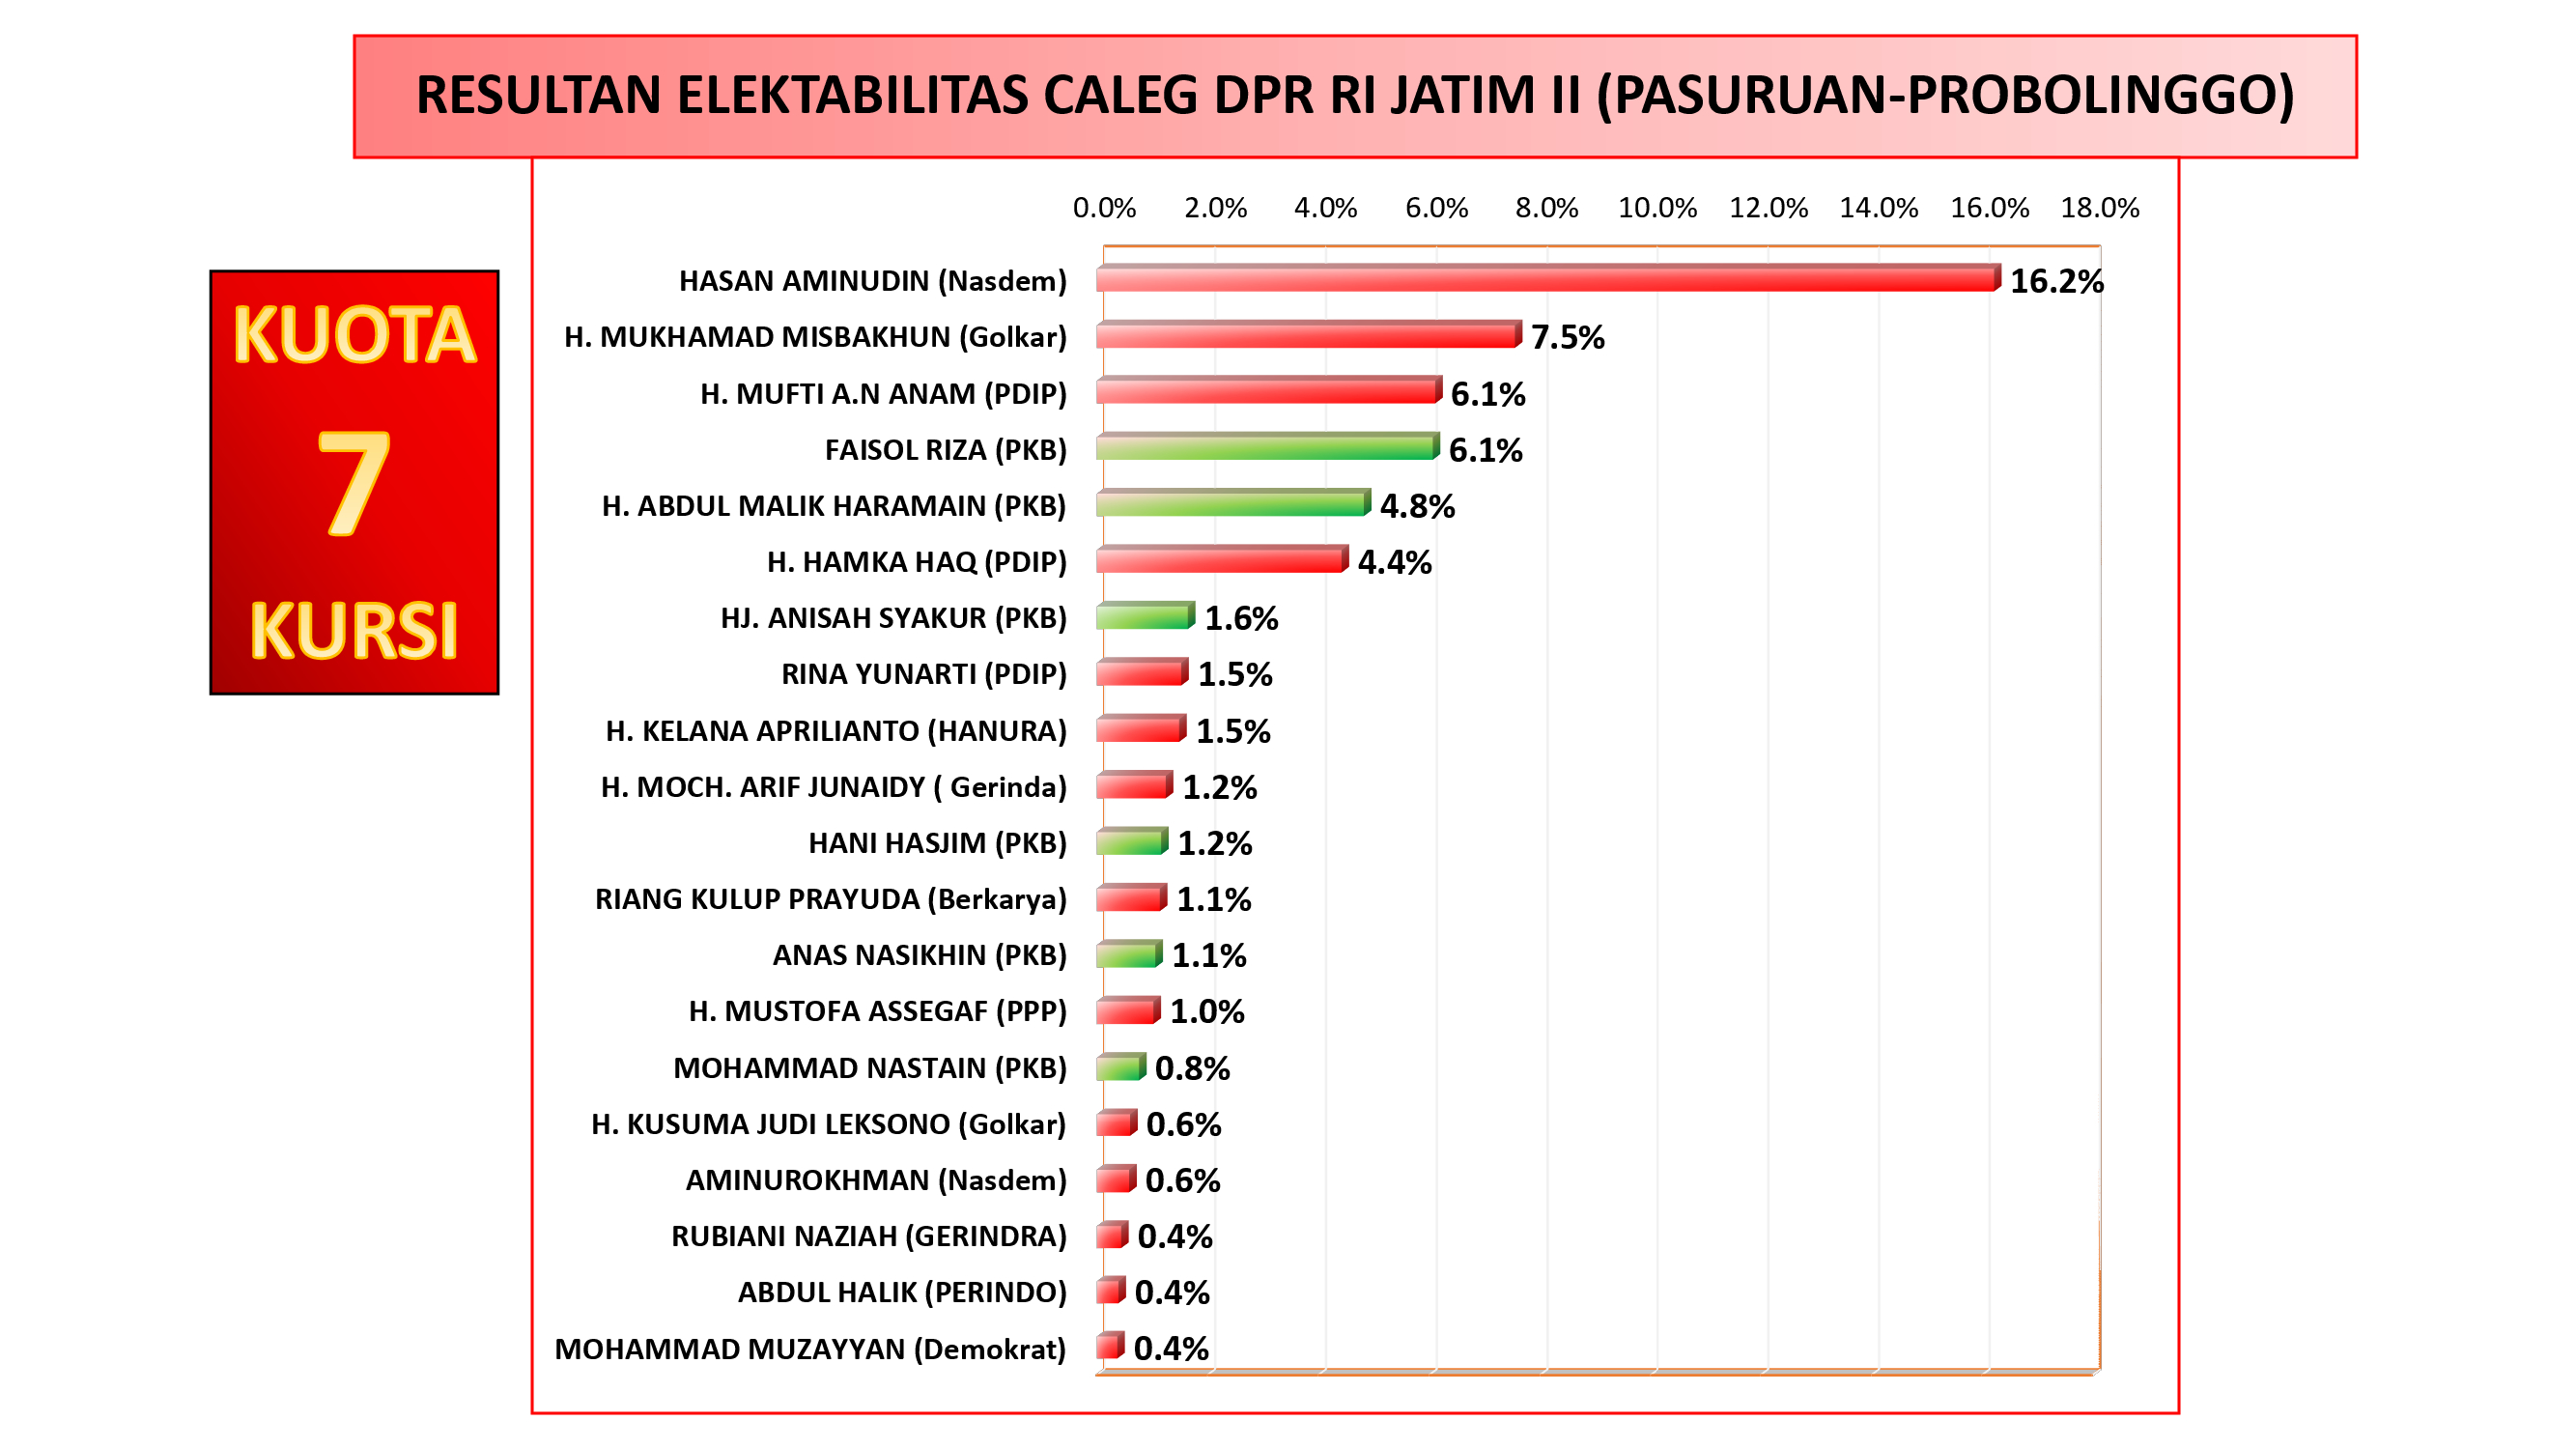 RESULTAN ELEKTABILITAS CALEG DPR RI JATIM II (PASURUAN-PROBOLINGGO)
KUOTA
7
KURSI
0.0% 2.0% 4.0% 6.0% 8.0% 10.0% 12.0% 14.0% 16.0% 18.0%
HASAN AMINUDIN (Nasdem) 16.2%
H. MUKHAMAD MISBAKHUN (Golkar) 7.5%
H. MUFTI A.N ANAM (PDIP) 6.1%
FAISOL RIZA (PKB) 6.1%
H. ABDUL MALIK HARAMAIN (PKB) 4.8%
H. HAMKA HAQ (PDIP) 4.4%
HJ. ANISAH SYAKUR (PKB) 1.6%
RINA YUNARTI (PDIP) 1.5%
H. KELANA APRILIANTO (HANURA) 1.5%
H. MOCH. ARIF JUNAIDY ( Gerinda) 1.2%
HANI HASJIM (PKB) 1.2%
RIANG KULUP PRAYUDA (Berkarya) 1.1%
ANAS NASIKHIN (PKB) 1.1%
H. MUSTOFA ASSEGAF (PPP) 1.0%
MOHAMMAD NASTAIN (PKB) 0.8%
H. KUSUMA JUDI LEKSONO (Golkar) 0.6%
AMINUROKHMAN (Nasdem) 0.6%
RUBIANI NAZIAH (GERINDRA) 0.4%
ABDUL HALIK (PERINDO) 0.4%
MOHAMMAD MUZAYYAN (Demokrat) 0.4%